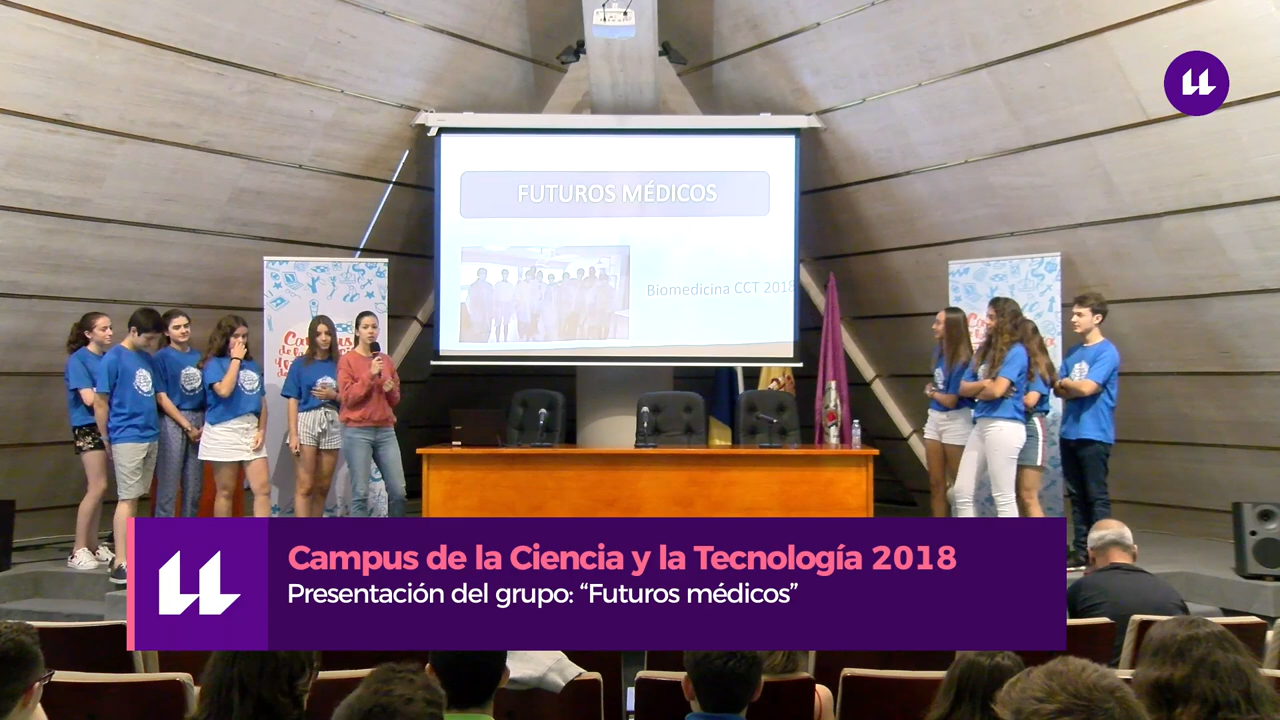 FUTUROS MÉDICOS
Biomedicina CCT 2018
Campus de la Ciencia y la Tecnología 2018
Presentación del grupo: “Futuros médicos”